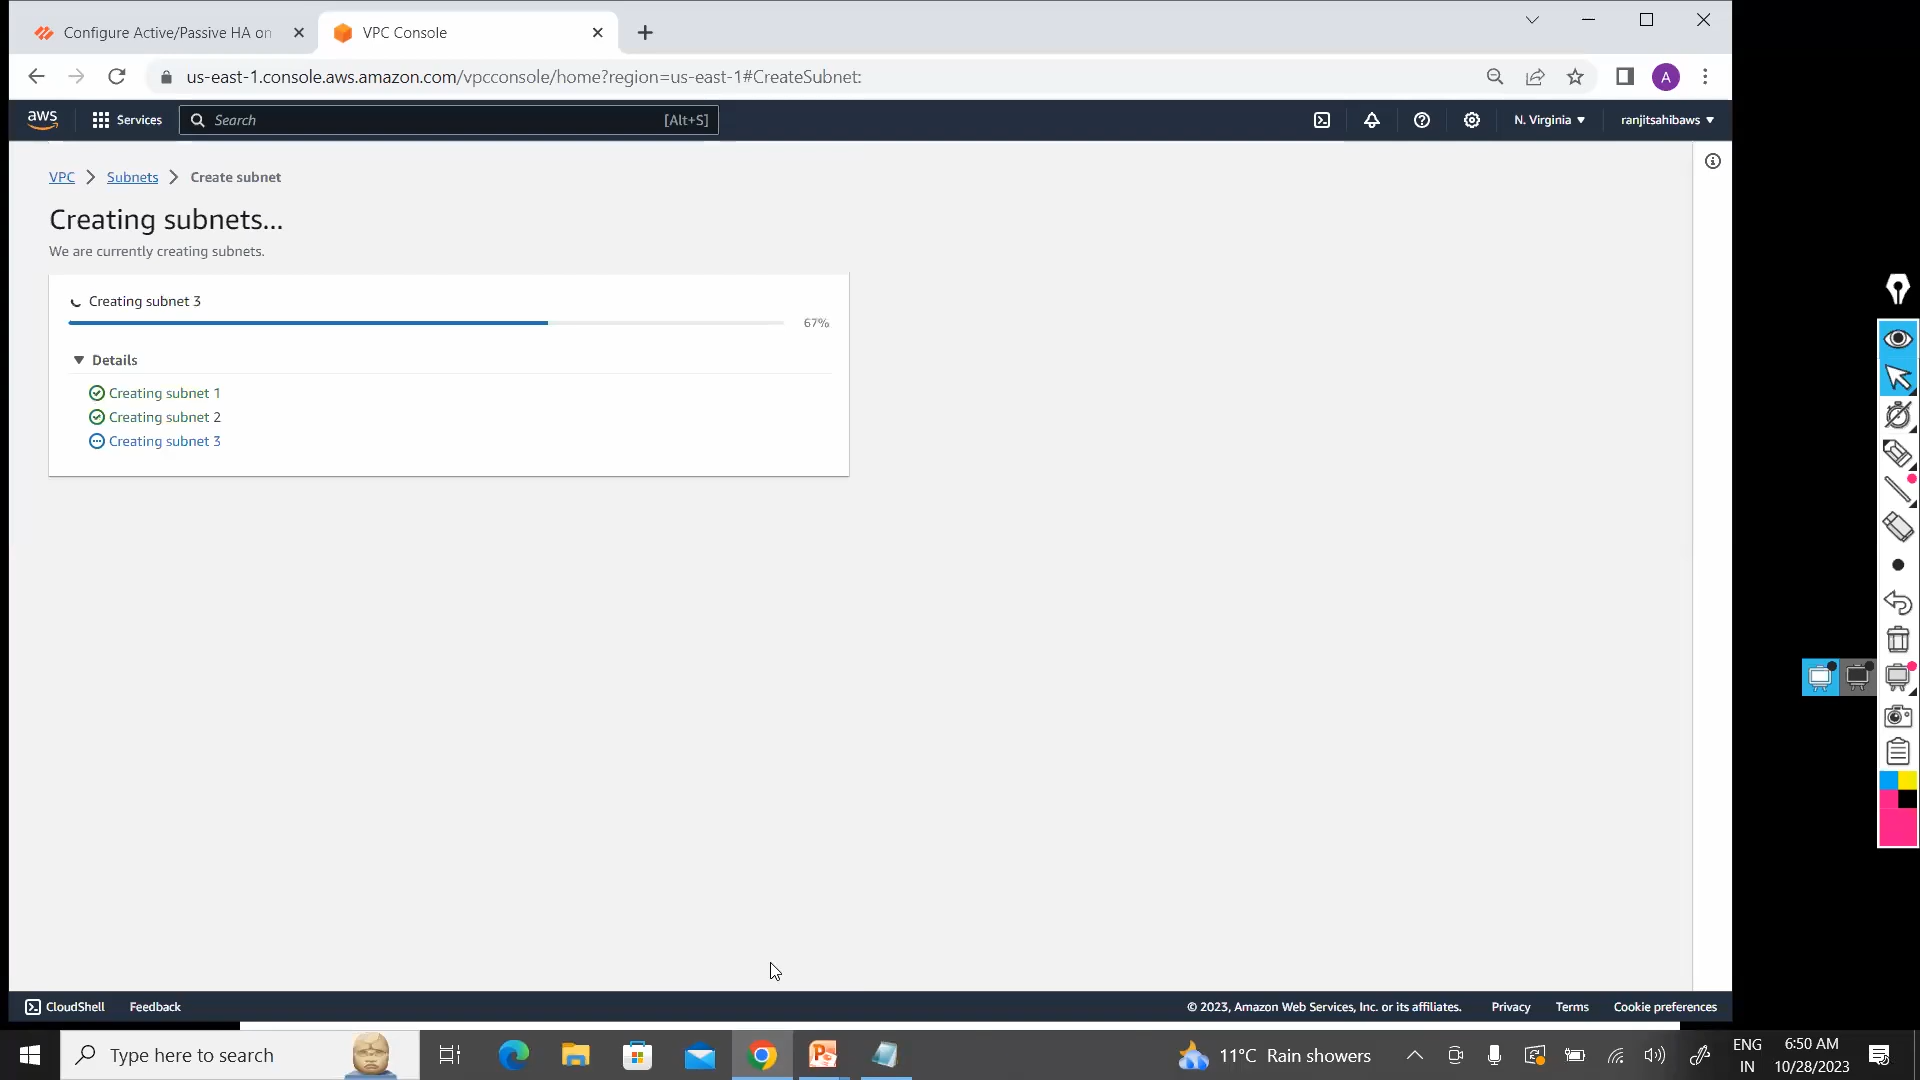 Configure Active/Passive HA on
VPC Console
us-east-1.console.aws.amazon.com/vpcconsole/home?region=us-east-1#CreateSubnet:
A
aws
Services
Search
[Alt+S]
N. Virginia
ranjitsahibaws
VPC
Subnets
Create subnet
Creating subnets...
We are currently creating subnets.
Creating subnet 3
67%
Details
Creating subnet 1
Creating subnet 2
Creating subnet 3
CloudShell
Feedback
© 2023, Amazon Web Services, Inc. or its affiliates.
Privacy
Terms
Cookie preferences
Type here to search
11°C Rain showers
ENG
IN
6:50 AM
10/28/2023